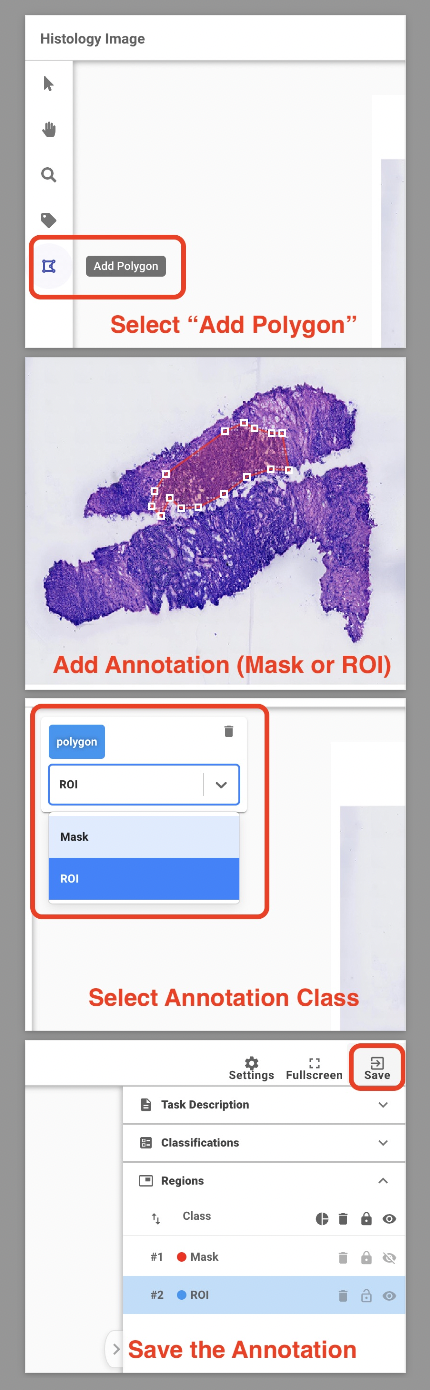 Histology Image
Add Polygon
Select “Add Polygon”
Add Annotation (Mask or ROI)
polygon
ROI
Mask
ROI
Select Annotation Class
Settings Fullscreen Save
Task Description
Classifications
Regions
Class
#1 Mask
#2 ROI
Save the Annotation